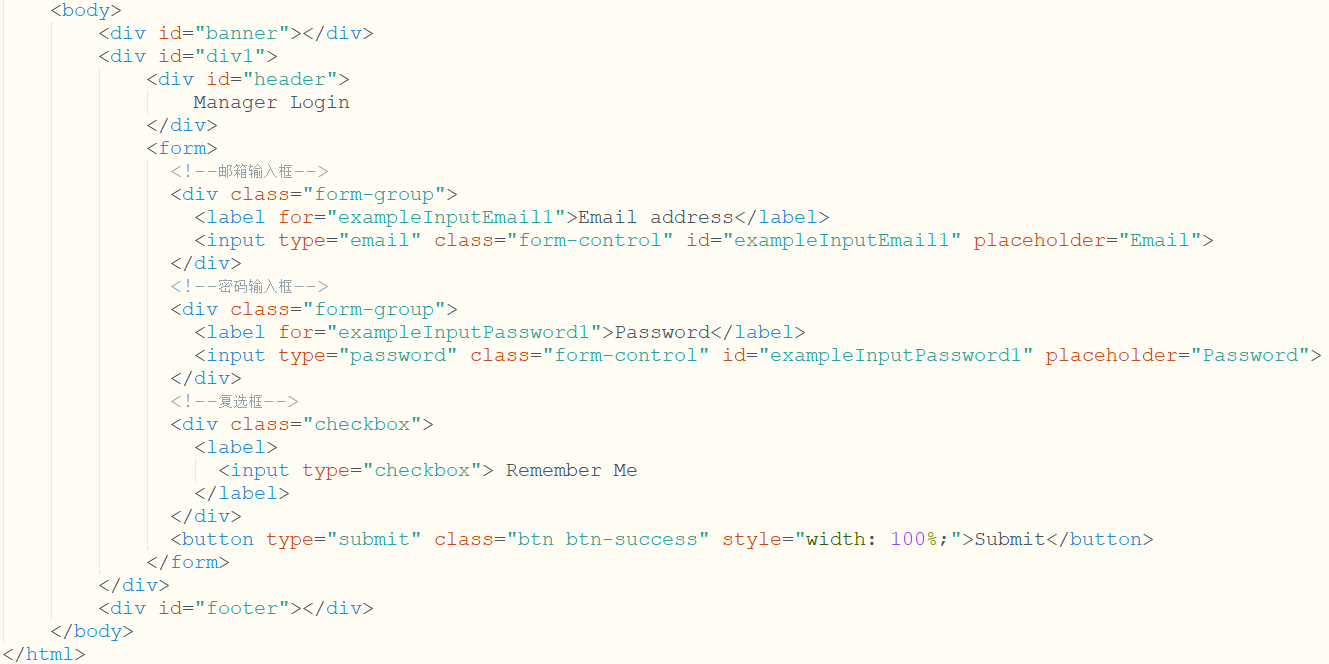 <body>
<div id="banner"></div>
<div id="div1">
<div id="header">
Manager Login
</div>
<form>
<!--邮箱输入框-->
<div class="form-group">
<label for="exampleInputEmail1">Email address</label>
<input type="email" class="form-control" id="exampleInputEmail1" placeholder="Email">
</div>
<!--密码输入框-->
<div class="form-group">
<label for="exampleInputPassword1">Password</label>
<input type="password" class="form-control" id="exampleInputPassword1" placeholder="Password">
</div>
<!--复选框-->
<div class="checkbox">
<label>
<input type="checkbox"> Remember Me
</label>
</div>
<button type="submit" class="btn btn-success" style="width: 100%;">Submit</button>
</form>
</div>
<div id="footer"></div>
</body>
</html>